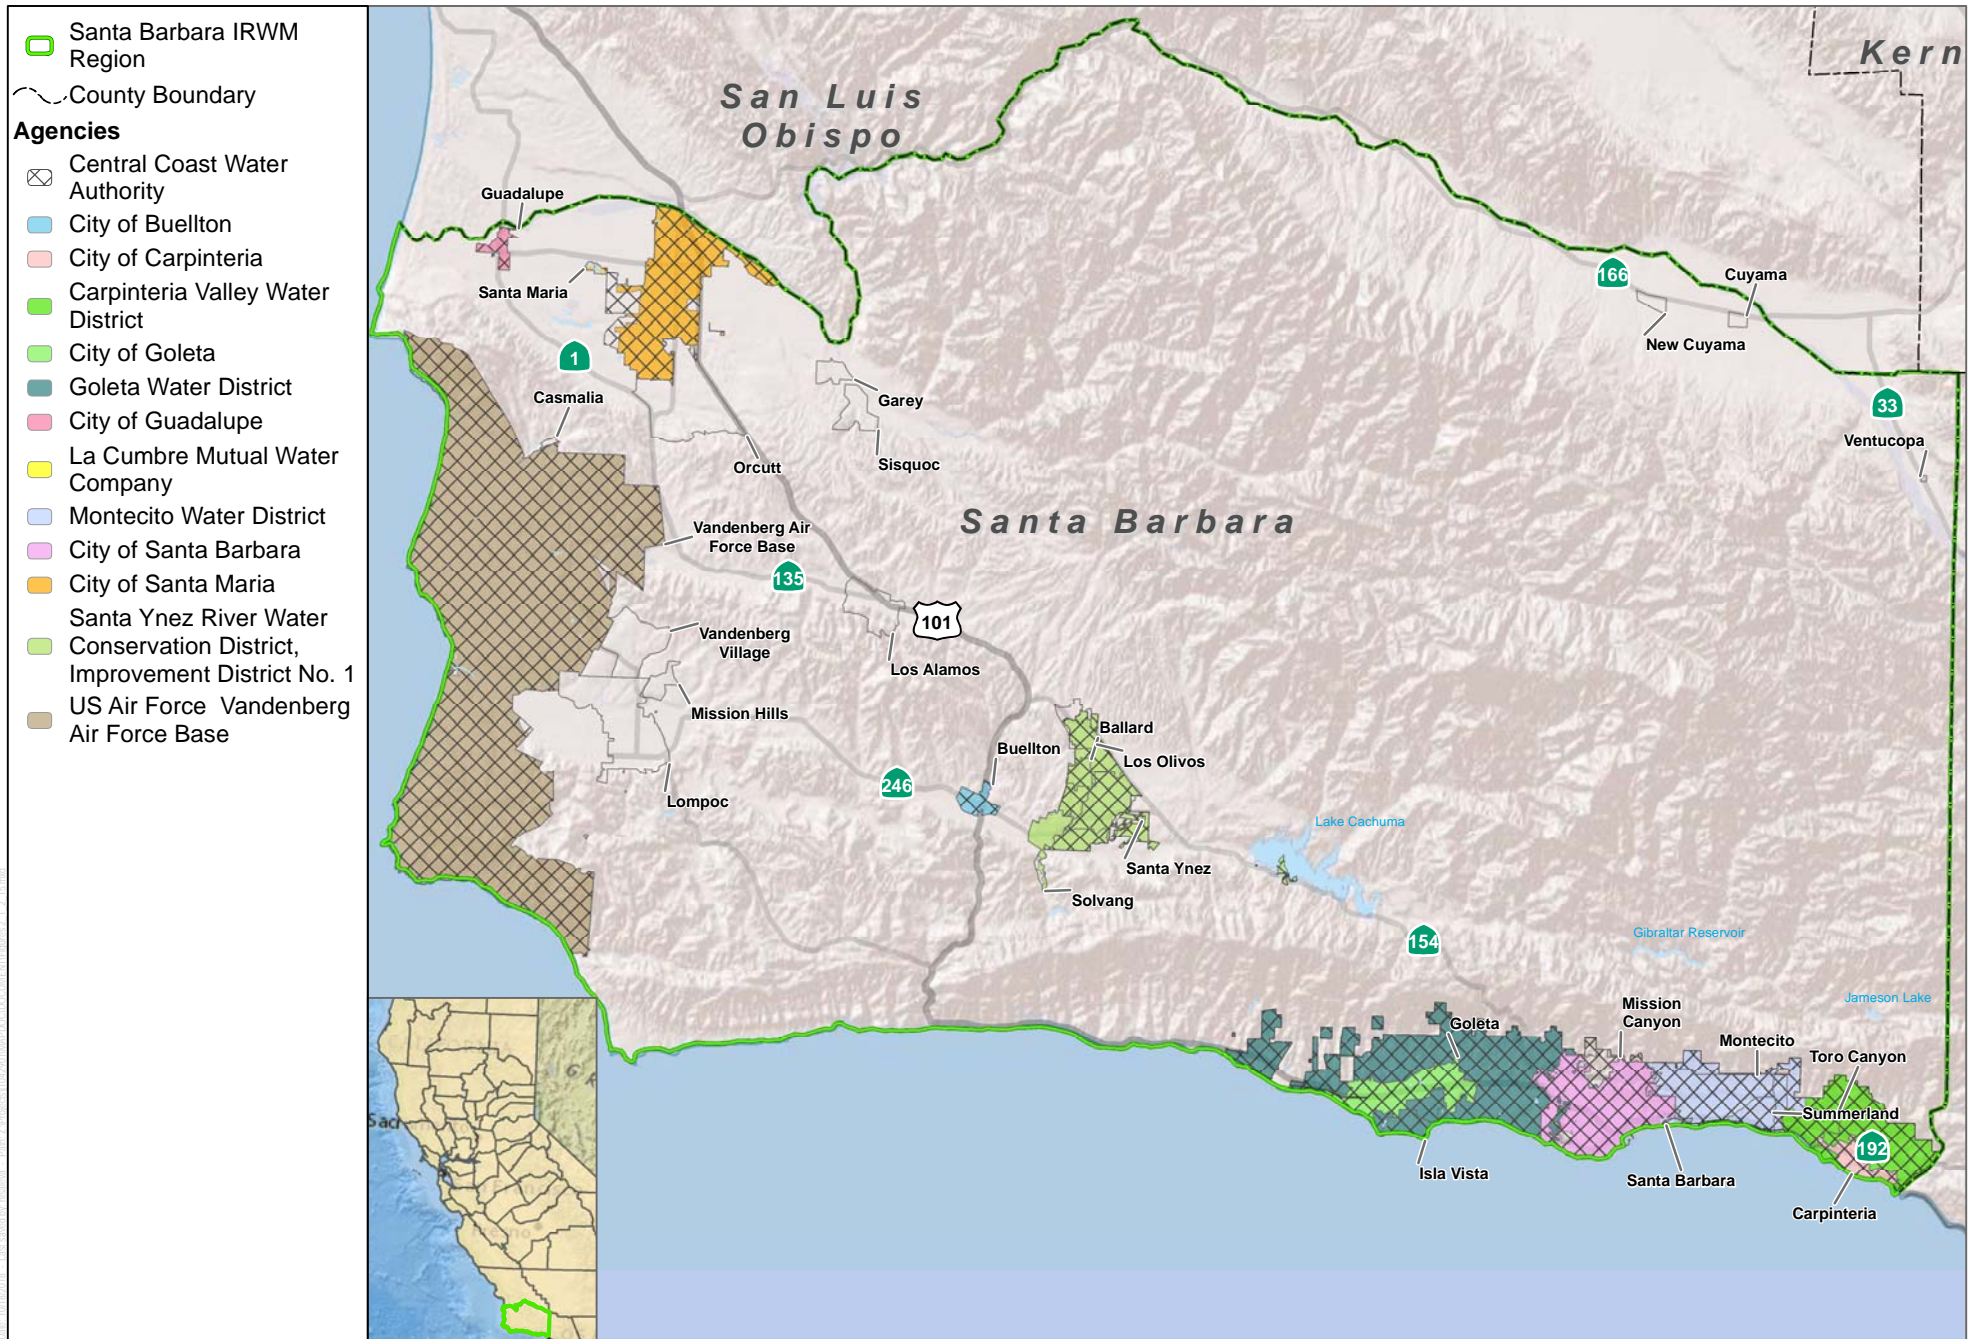 Santa Barbara IRWM
Region
County Boundary
Agencies
Central Coast Water
Authority
City of Buellton
City of Carpinteria
Carpinteria Valley Water
District
City of Goleta
Goleta Water District
City of Guadalupe
La Cumbre Mutual Water
Company
Montecito Water District
City of Santa Barbara
City of Santa Maria
Santa Ynez River Water
Conservation District,
Improvement District No. 1
US Air Force Vandenberg
Air Force Base
Kern
San Luis
Obispo
Guadalupe
Santa Maria
166
Cuyama
New Cuyama
1
Casmalia
Garey
33
Ventucopa
Orcutt
Sisquoc
Santa Barbara
Vandenberg Air
Force Base
135
101
Vandenberg
Village
Los Alamos
Mission Hills
Ballard
Buellton
Los Olivos
246
Lompoc
Lake Cachuma
Santa Ynez
Solvang
154
Gibraltar Reservoir
Jameson Lake
Mission
Canyon
Goleta
Montecito
Toro Canyon
Summerland
192
Isla Vista
Santa Barbara
Carpinteria